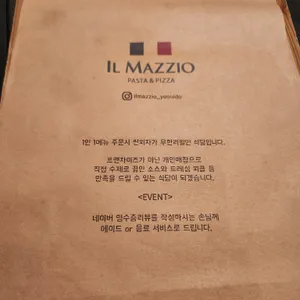 IL MAZZIO
PASTA & PIZZA
ilmazzio_yeouido
1인 1메뉴 주문시 런피자가 무한리필인 식당입니다.
프랜차이즈가 아닌 개인매장으로
직접 수제로 끓인 소스와 드레싱 피클 등
만족을 드릴 수 있는 식당이 되겠습니다.
<EVENT>
네이버 영수증리뷰를 작성하시는 손님께
에이드 or 음료 서비스로 드립니다.